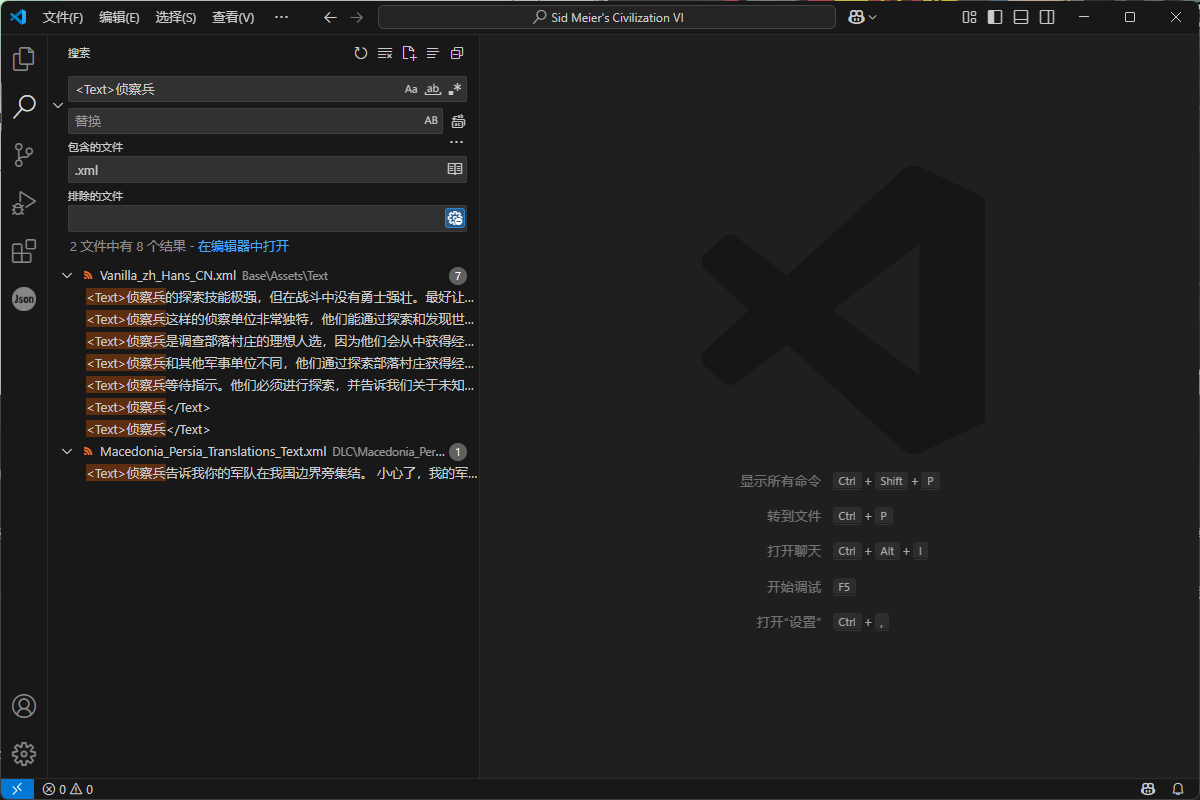 文件(F) 编辑(E) 选择(S) 查看(V) ··· Sid Meier's Civilization VI
搜索
<Text>侦察兵 Aa ab .*
替换 AB
包含的文件 ···
.xml
排除的文件
2 文件中有 8 个结果 - 在编辑器中打开
Vanilla_zh_Hans_CN.xml Base\Assets\Text 7
<Text>侦察兵的探索技能极强，但在战斗中没有勇士强壮。最好让...
<Text>侦察兵这样的侦察单位非常独特，他们能通过探索和发现世...
<Text>侦察兵是调查部落村庄的理想人选，因为他们会从中获得经...
<Text>侦察兵和其他军事单位不同，他们通过探索部落村庄获得经...
<Text>侦察兵等待指示。他们必须进行探索，并告诉我们关于未知...
<Text>侦察兵</Text>
<Text>侦察兵</Text>
Macedonia_Persia_Translations_Text.xml DLC\Macedonia_Per... 1
<Text>侦察兵告诉我你的军队在我国边界旁集结。 小心了，我的军...
Json
显示所有命令 Ctrl + Shift + P
转到文件 Ctrl + P
打开聊天 Ctrl + Alt + I
开始调试 F5
打开“设置” Ctrl + ,
0 0